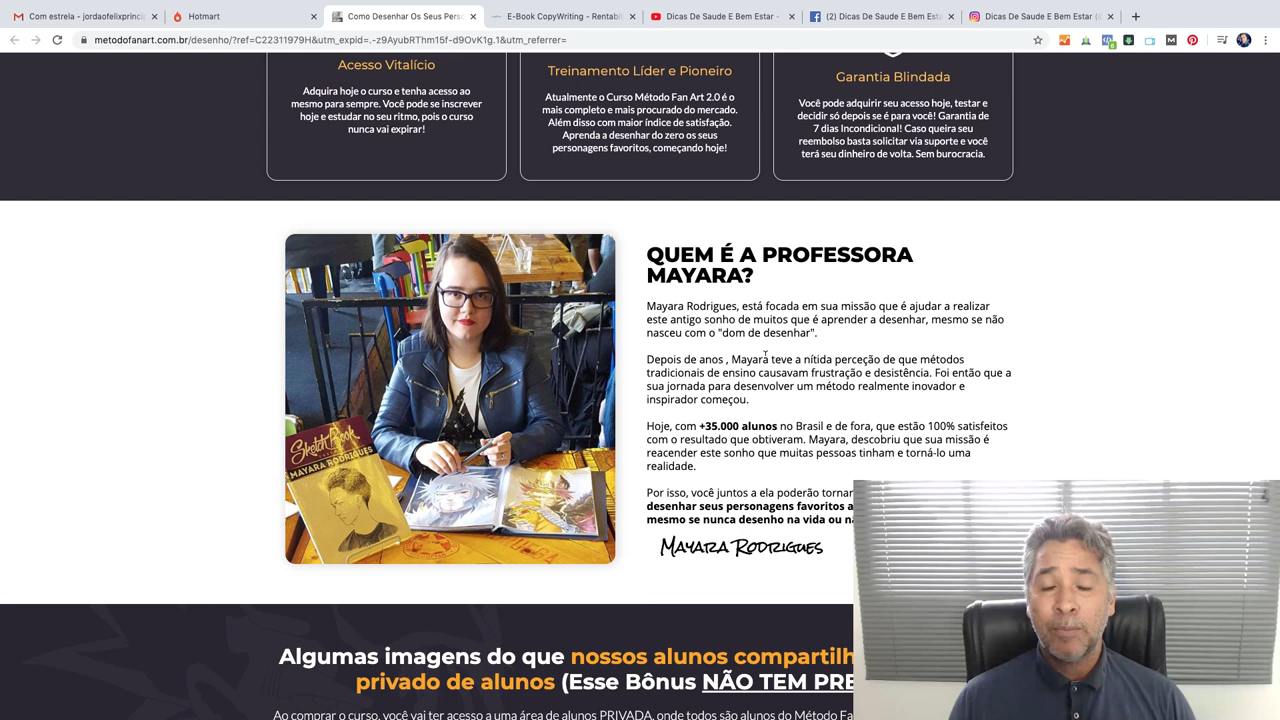 Com estrela - jordaofelixprinci
Hotmart
Como Desenhar Os Seus Perso
E-Book CopyWriting - Rentabil
Dicas De Saude E Bem Estar -
(2) Dicas De Saude E Bem Estar
Dicas De Saude E Bem Estar (
metodofanart.com.br/desenho/?ref=C22311979H&utm_expid=.-z9AyubRThm15f-d9OvK1g.1&utm_referrer=
Acesso Vitalício
Adquira hoje o curso e tenha acesso ao
mesmo para sempre. Você pode se inscrever
hoje e estudar no seu ritmo, pois o curso
nunca vai expirar!
Treinamento Líder e Pioneiro
Atualmente o Curso Método Fan Art 2.0 é o
mais completo e mais procurado do mercado.
Além disso com maior índice de satisfação.
Aprenda a desenhar do zero os seus
personagens favoritos, começando hoje!
Garantia Blindada
Você pode adquirir seu acesso hoje, testar e
decidir só depois se é para você! Garantia de
7 dias Incondicional! Caso queira seu
reembolso basta solicitar via suporte e você
terá seu dinheiro de volta. Sem burocracia.
SketchBook
MAYARA RODRIGUES
QUEM É A PROFESSORA
MAYARA?
Mayara Rodrigues, está focada em sua missão que é ajudar a realizar
este antigo sonho de muitos que é aprender a desenhar, mesmo se não
nasceu com o "dom de desenhar".
Depois de anos , Mayara teve a nítida perceção de que métodos
tradicionais de ensino causavam frustração e desistência. Foi então que a
sua jornada para desenvolver um método realmente inovador e
inspirador começou.
Hoje, com +35.000 alunos no Brasil e de fora, que estão 100% satisfeitos
com o resultado que obtiveram. Mayara, descobriu que sua missão é
reacender este sonho que muitas pessoas tinham e torná-lo uma
realidade.
Por isso, você juntos a ela poderão tornar
desenhar seus personagens favoritos a
mesmo se nunca desenho na vida ou nã
Mayara Rodrigues
Algumas imagens do que nossos alunos compartilh
privado de alunos (Esse Bônus NÃO TEM PRE
Ao comprar o curso, você vai ter acesso a uma área de alunos PRIVADA, onde todos são alunos do Método Fa